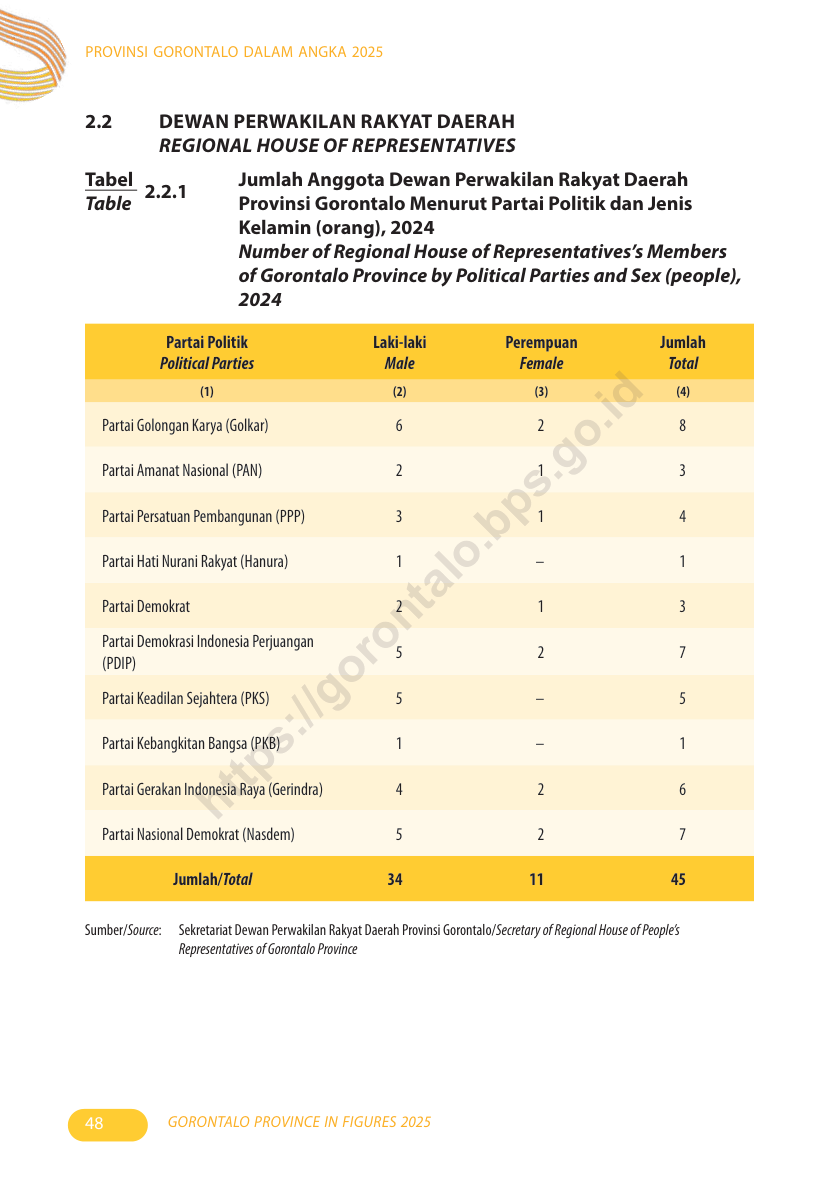 PROVINSI GORONTALO DALAM ANGKA 2025
2.2 DEWAN PERWAKILAN RAKYAT DAERAH
REGIONAL HOUSE OF REPRESENTATIVES
Tabel
Table
2.2.1
Jumlah Anggota Dewan Perwakilan Rakyat Daerah
Provinsi Gorontalo Menurut Partai Politik dan Jenis
Kelamin (orang), 2024
Number of Regional House of Representatives's Members
of Gorontalo Province by Political Parties and Sex (people),
2024
Partai Politik Laki-laki Perempuan Jumlah
Political Parties Male Female Total
(1) (2) (3) (4)
Partai Golongan Karya (Golkar) 6 2 8
Partai Amanat Nasional (PAN) 2 1 3
Partai Persatuan Pembangunan (PPP) 3 1 4
Partai Hati Nurani Rakyat (Hanura) 1 – 1
Partai Demokrat 2 1 3
Partai Demokrasi Indonesia Perjuangan
(PDIP) 5 2 7
Partai Keadilan Sejahtera (PKS) 5 – 5
Partai Kebangkitan Bangsa (PKB) 1 – 1
Partai Gerakan Indonesia Raya (Gerindra) 4 2 6
Partai Nasional Demokrat (Nasdem) 5 2 7
Jumlah/Total 34 11 45
Sumber/Source: Sekretariat Dewan Perwakilan Rakyat Daerah Provinsi Gorontalo/Secretary of Regional House of People's
Representatives of Gorontalo Province
https://gorontalo.bps.go.id
48 GORONTALO PROVINCE IN FIGURES 2025